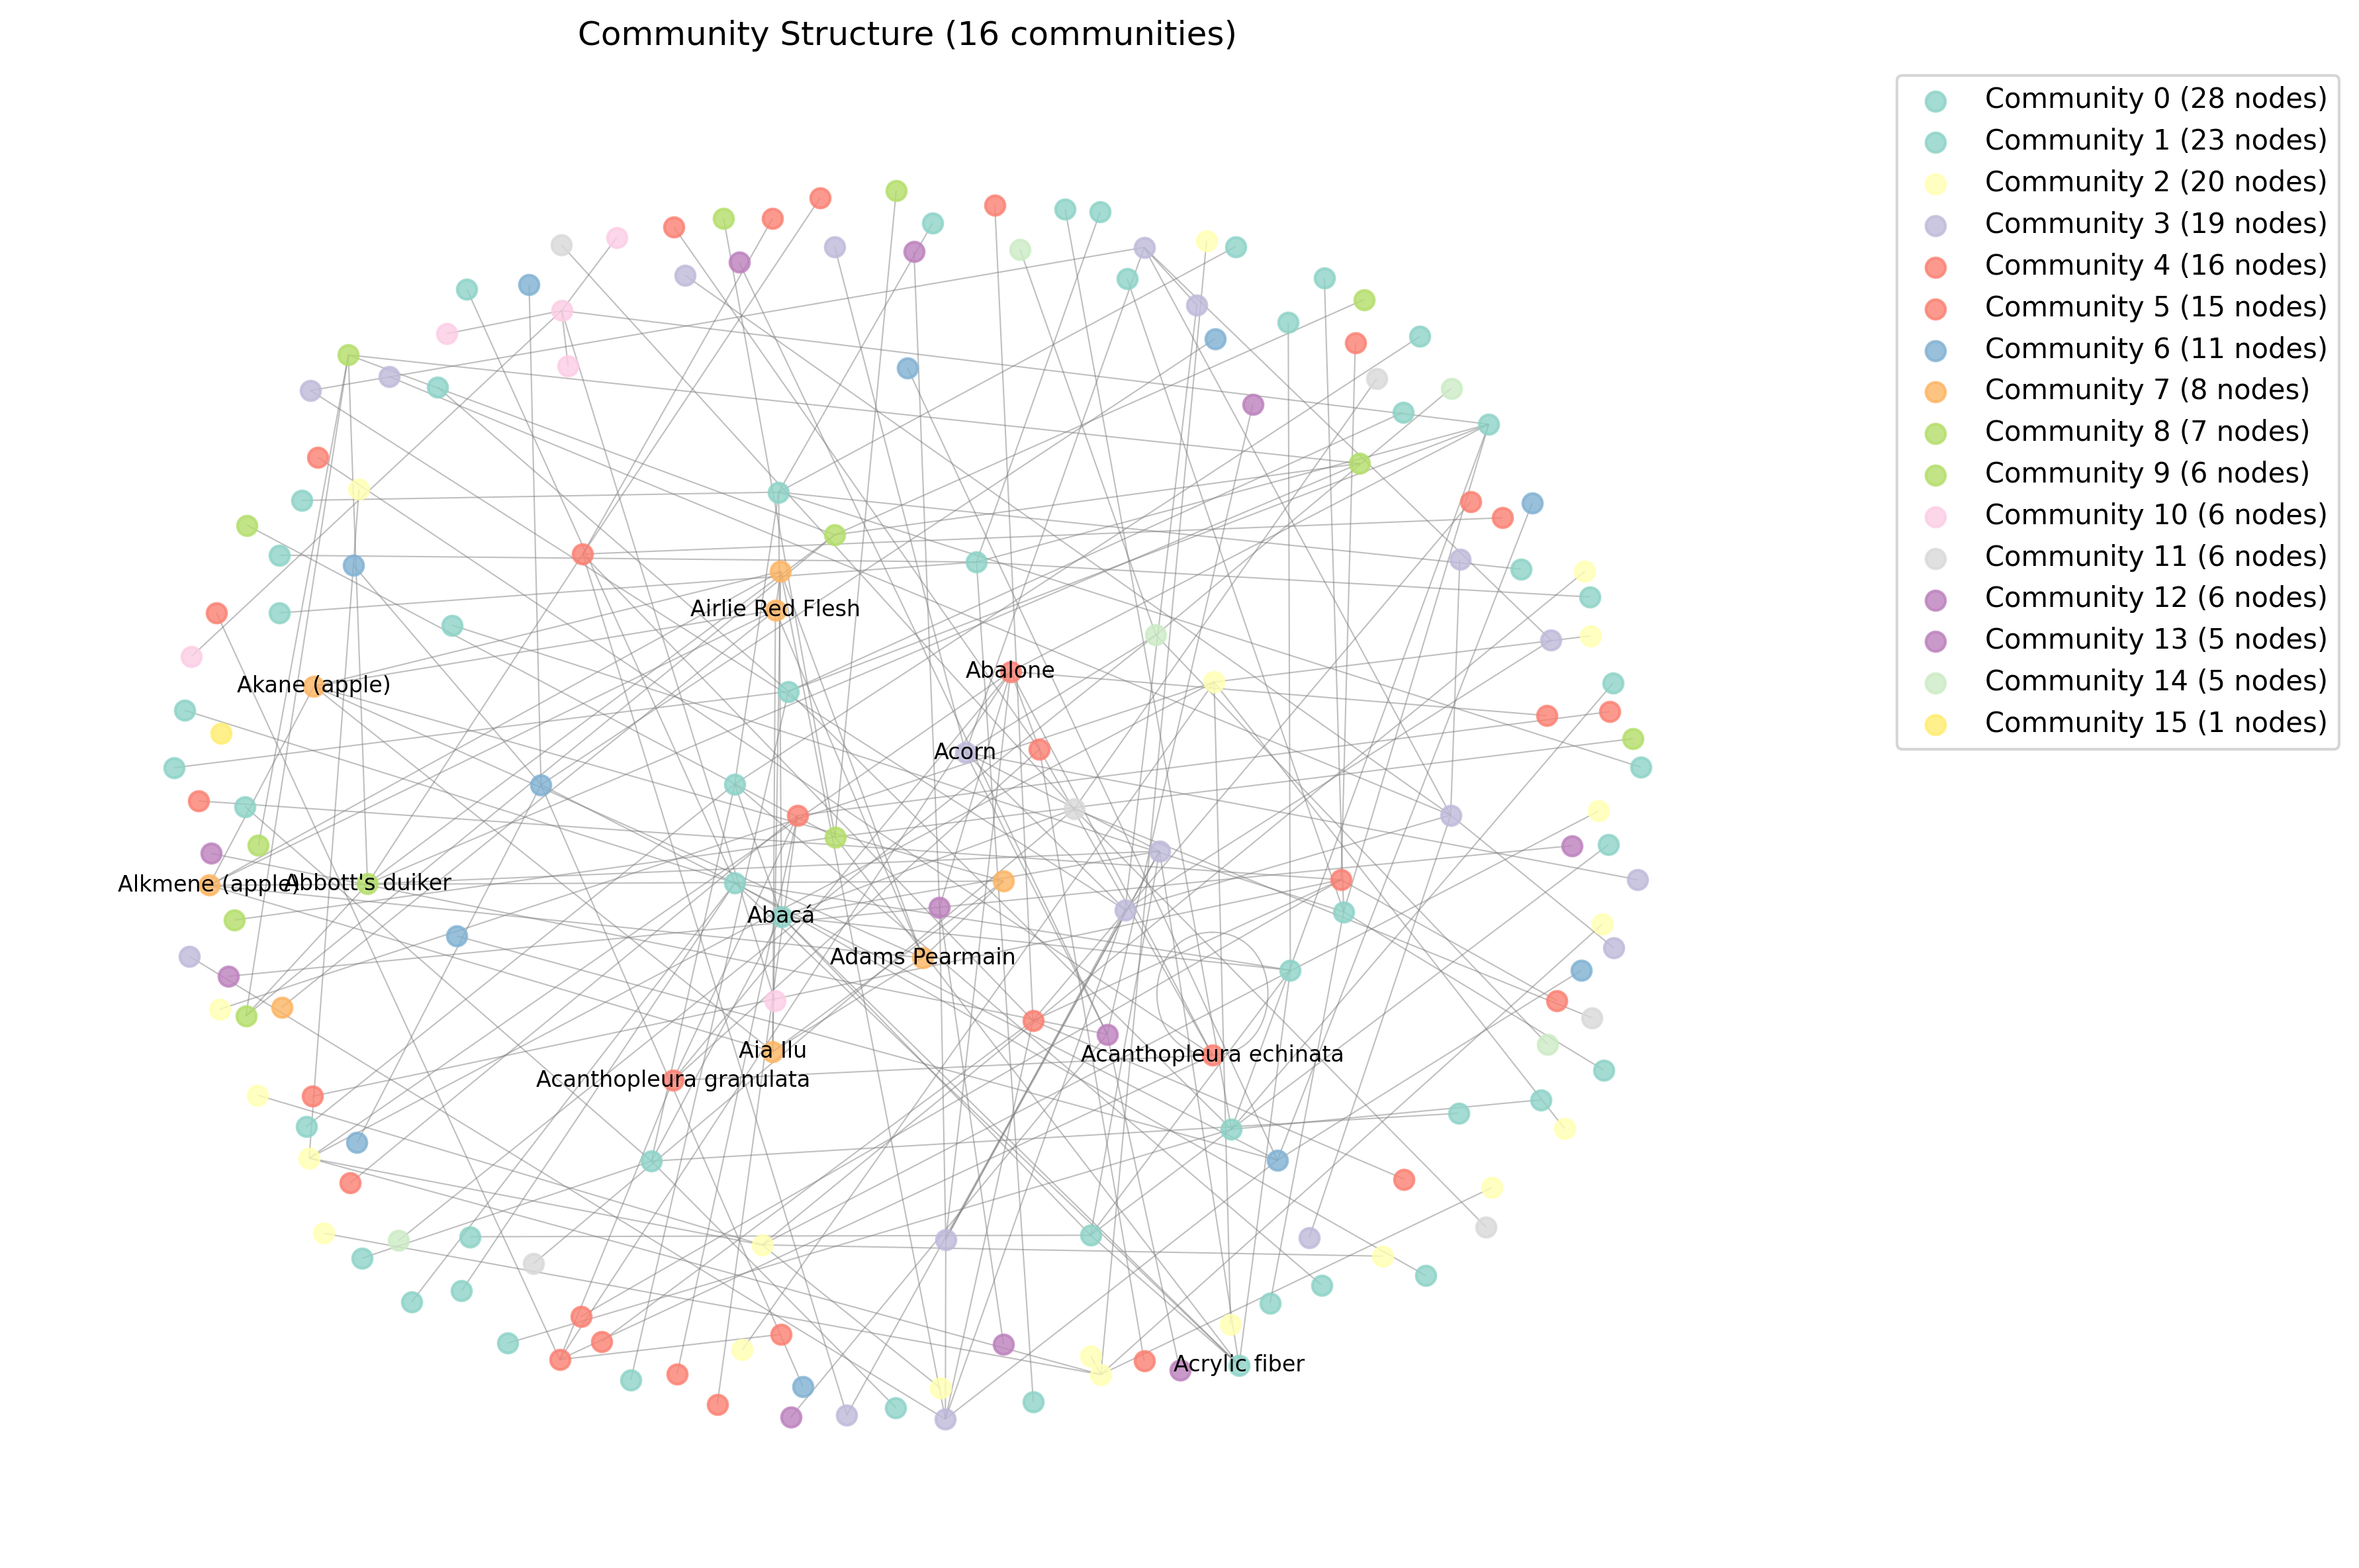 Community Structure (16 communities)
Community 0 (28 nodes)
Community 1 (23 nodes)
Community 2 (20 nodes)
Community 3 (19 nodes)
Community 4 (16 nodes)
Community 5 (15 nodes)
Community 6 (11 nodes)
Community 7 (8 nodes)
Community 8 (7 nodes)
Community 9 (6 nodes)
Community 10 (6 nodes)
Community 11 (6 nodes)
Community 12 (6 nodes)
Community 13 (5 nodes)
Community 14 (5 nodes)
Community 15 (1 nodes)
Airlie Red Flesh
Abalone
Akane (apple)
Acorn
Alkmene (apple)
Abbott's duiker
Abacá
Adams Pearmain
Aia Ilu
Acanthopleura echinata
Acanthopleura granulata
Acrylic fiber